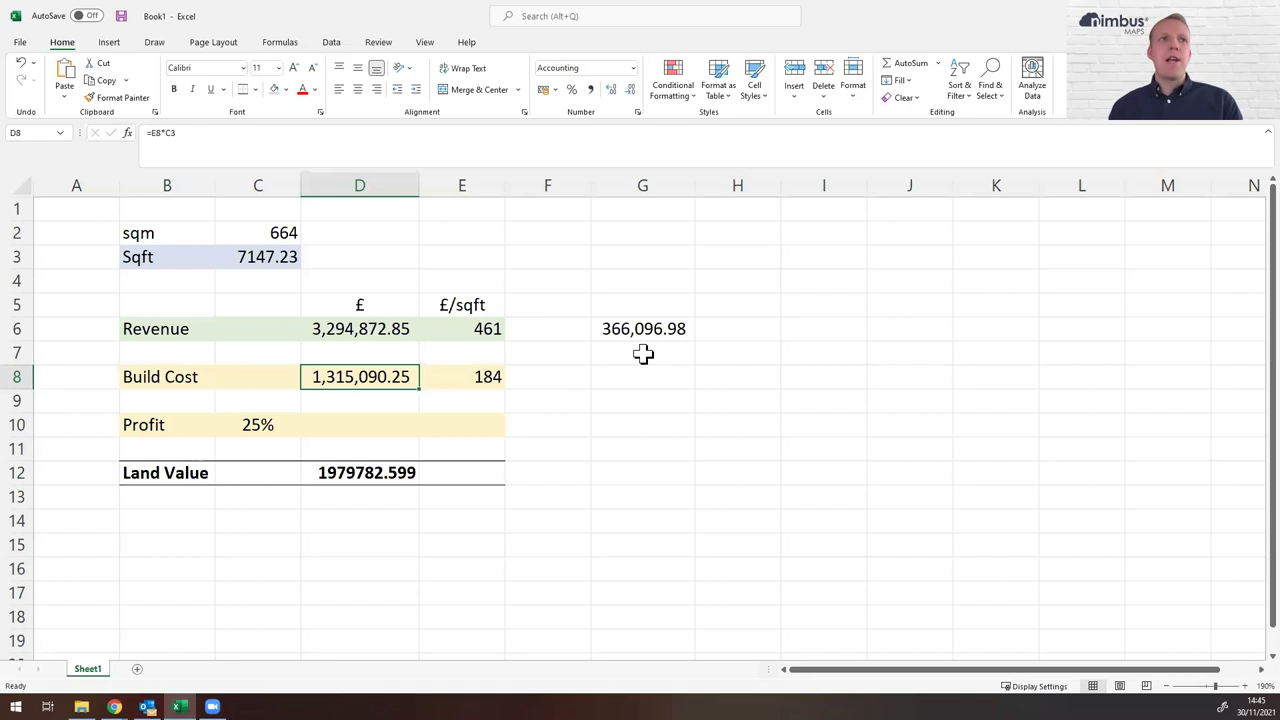 AutoSave Off Book1 - Excel Search (Alt+Q)
nimbus
MAPS
File Home Insert Draw Page Layout Formulas Data Review View Help
Paste Cut Copy Format Painter
Calibri 11 A A
B I U A
Wrap Text
Merge & Center
Accounting
%
Conditional Formatting
Format as Table
Cell Styles
Insert Delete Format
AutoSum
Fill
Clear
Sort & Filter
Find & Select
Analyze Data
Undo Clipboard Font Alignment Number Styles Cells Editing Analysis
D8 fx =E8*C3
A B C D E F G H I J K L M N
1
2 sqm 664
3 Sqft 7147.23
4
5 £ £/sqft
6 Revenue 3,294,872.85 461 366,096.98
7
8 Build Cost 1,315,090.25 184
9
10 Profit 25%
11
12 Land Value 1979782.599
13
14
15
16
17
18
19
Sheet1
Ready Display Settings 190%
14:45
30/11/2021